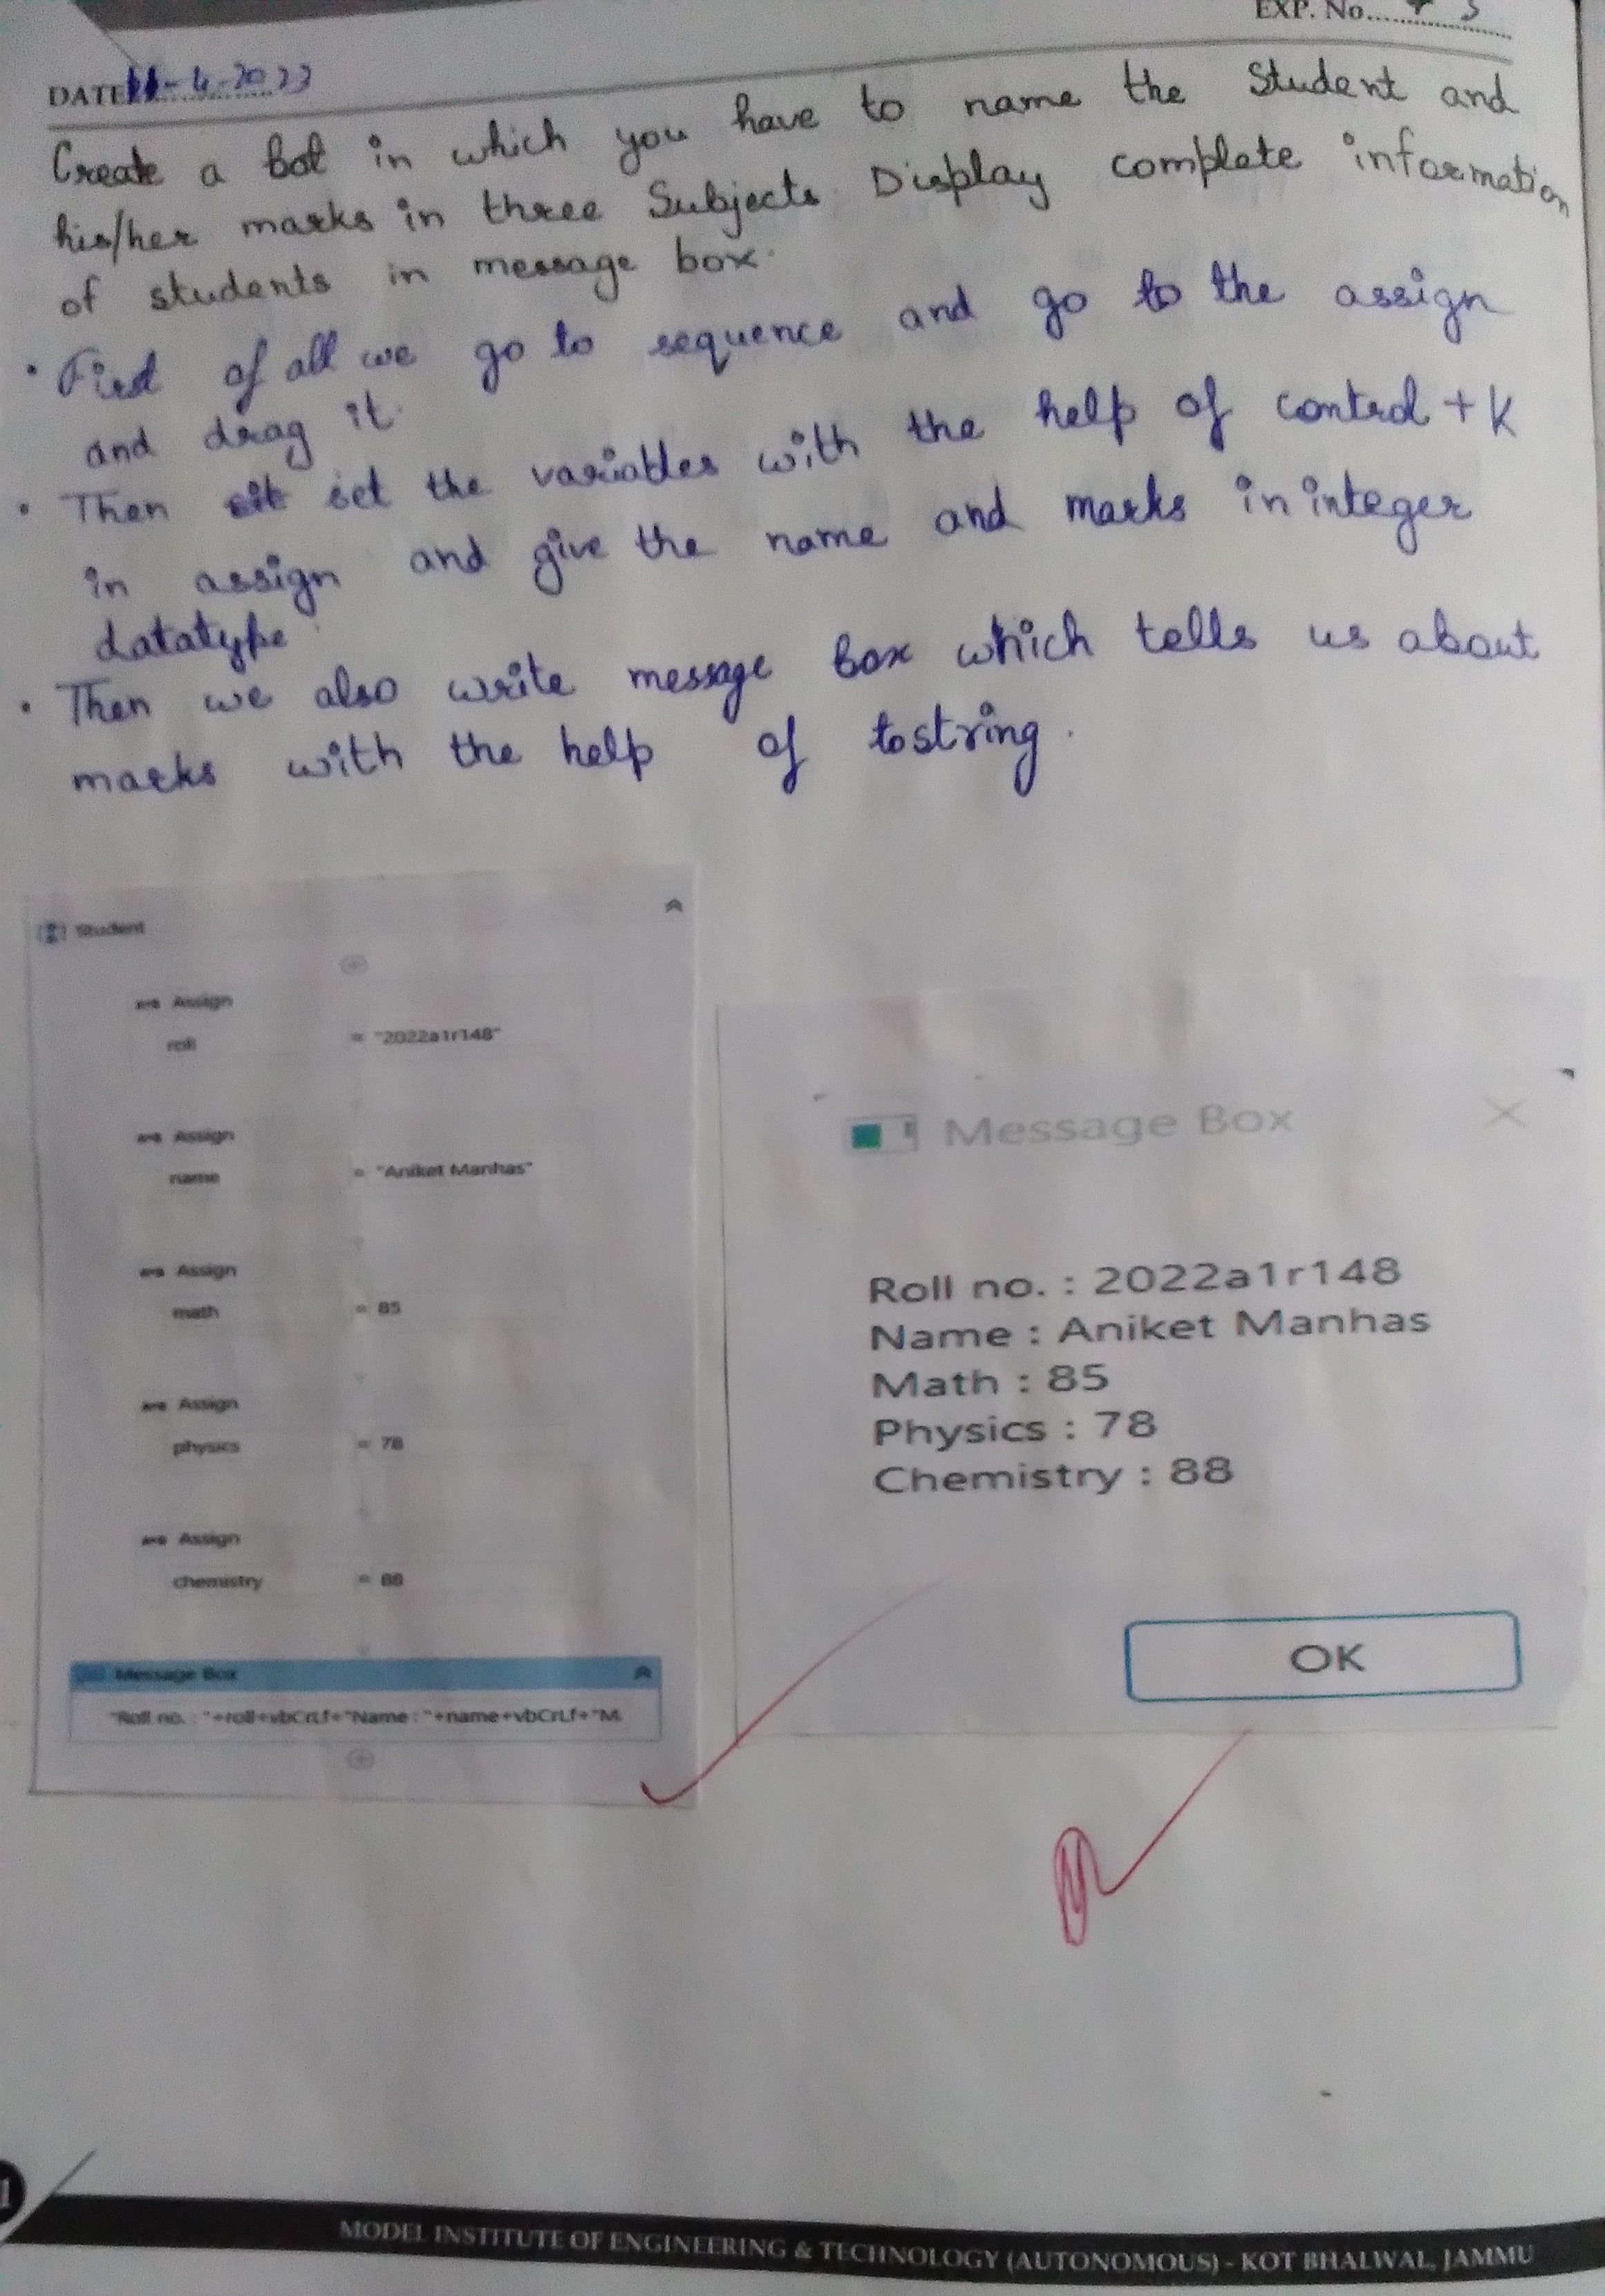 EXP. No.
DATE 11-4-2023
Create a bot in which you have to name the Student and
his/her marks in three Subjects. Display complete information
of students in message box.
• First of all we go to sequence and go to the assign
and drag it.
• Then set the variables with the help of control + K
in assign and give the name and marks in integer
datatype.
• Then we also write message box which tells us about
marks with the help of tostring.
Student
Assign
roll = "2022a1r148"
Assign
name = "Aniket Manhas"
Assign
math = 85
Assign
physics = 78
Assign
chemistry = 88
Message Box
"Roll no. : "+roll+vbCrLf+"Name : "+name+vbCrLf+"M
Message Box
Roll no. : 2022a1r148
Name : Aniket Manhas
Math : 85
Physics : 78
Chemistry : 88
OK
MODEL INSTITUTE OF ENGINEERING & TECHNOLOGY (AUTONOMOUS) - KOT BHALWAL, JAMMU